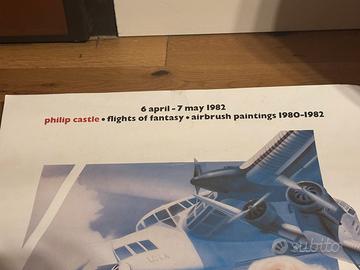 6 april - 7 may 1982
philip castle • flights of fantasy • airbrush paintings 1980-1982
subito